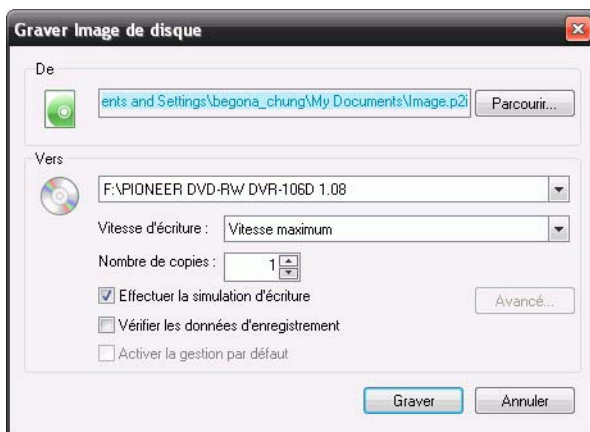 Graver Image de disque
De
ents and Settings\begona_chung\My Documents\Image.p2i
Parcourir...
Vers
F:\PIONEER DVD-RW DVR-106D 1.08
Vitesse d'écriture : Vitesse maximum
Nombre de copies : 1
Effectuer la simulation d'écriture
Avancé...
Vérifier les données d'enregistrement
Activer la gestion par défaut
Graver Annuler